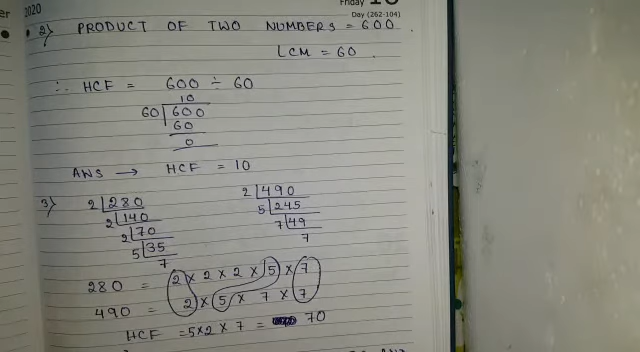 2020
Friday
Day (262-104)
2) PRODUCT OF TWO NUMBERS = 600
LCM = 60
∴ HCF = 600 ÷ 60
10
60 600
60
0
ANS → HCF = 10
3) 2 280 2 490
2 140 5 245
2 70 7 49
5 35 7
7
280 = 2 × 2 × 2 × 5 × 7
490 = 2 × 5 × 7 × 7
HCF = 5×2×7 = 70